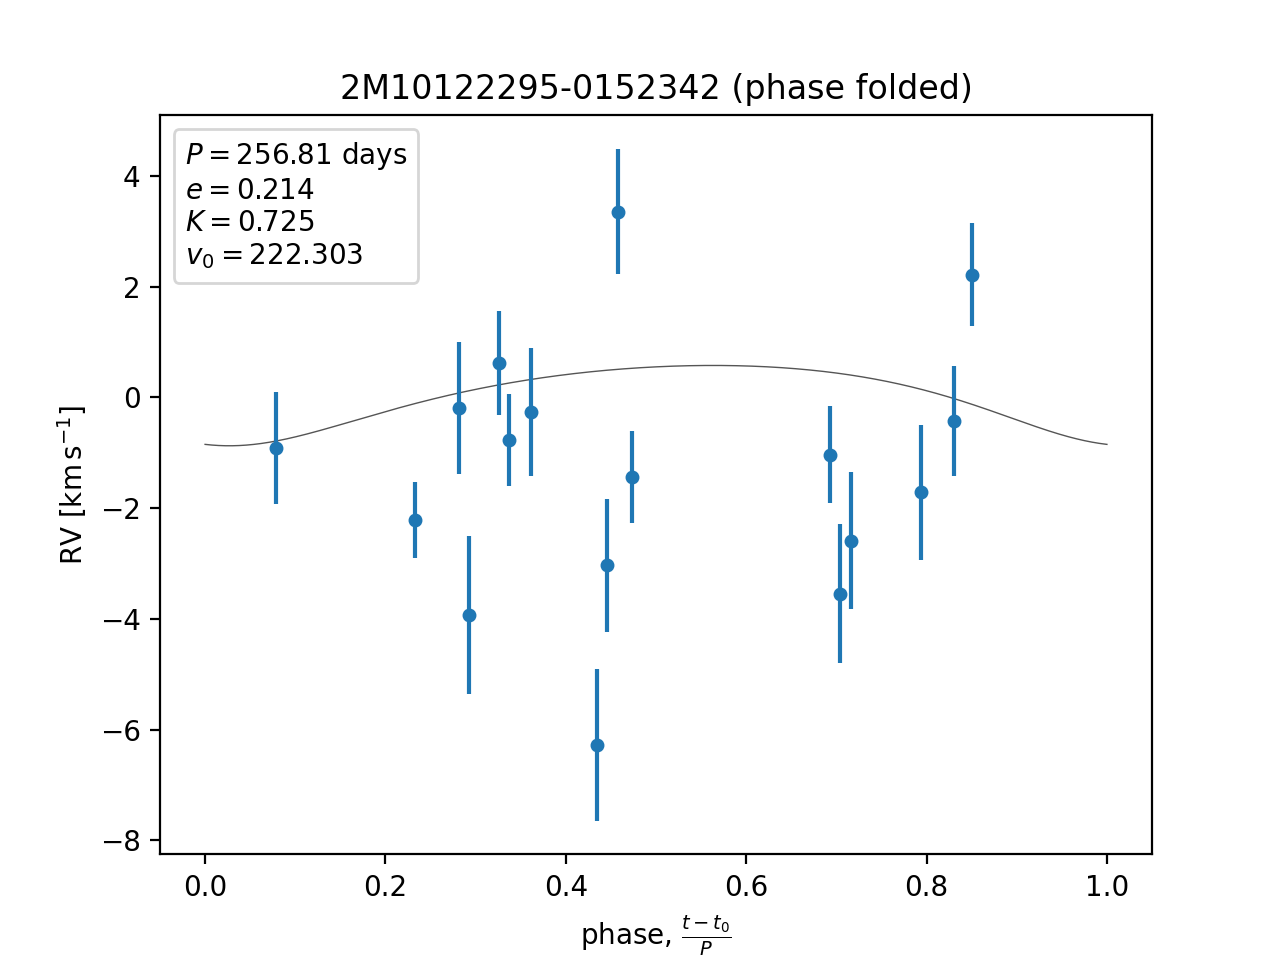 2M10122295-0152342 (phase folded)
P = 256.81 days
e = 0.214
K = 0.725
v₀ = 222.303
4
2
0
−2
−4
−6
−8
RV [km s⁻¹]
0.0 0.2 0.4 0.6 0.8 1.0
phase, (t − t₀)/P